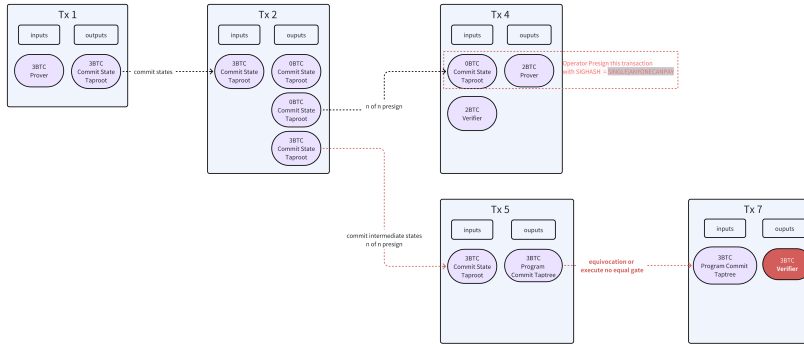 Tx 1
inputs
outputs
3BTC
Prover
3BTC
Commit State
Taproot
commit states
Tx 2
inputs
ouputs
3BTC
Commit State
Taproot
0BTC
Commit State
Taproot
0BTC
Commit State
Taproot
3BTC
Commit State
Taproot
n of n presign
Tx 4
inputs
ouputs
0BTC
Commit State
Taproot
2BTC
Prover
2BTC
Verifier
Operator Presign this transaction
with SIGHASH = SINGLE|ANYONECANPAY
commit intermediate states
n of n presign
Tx 5
inputs
ouputs
3BTC
Commit State
Taproot
3BTC
Program
Commit Taptree
equivocation or
execute no equal gate
Tx 7
inputs
ouputs
3BTC
Program Commit
Taptree
3BTC
Verifier